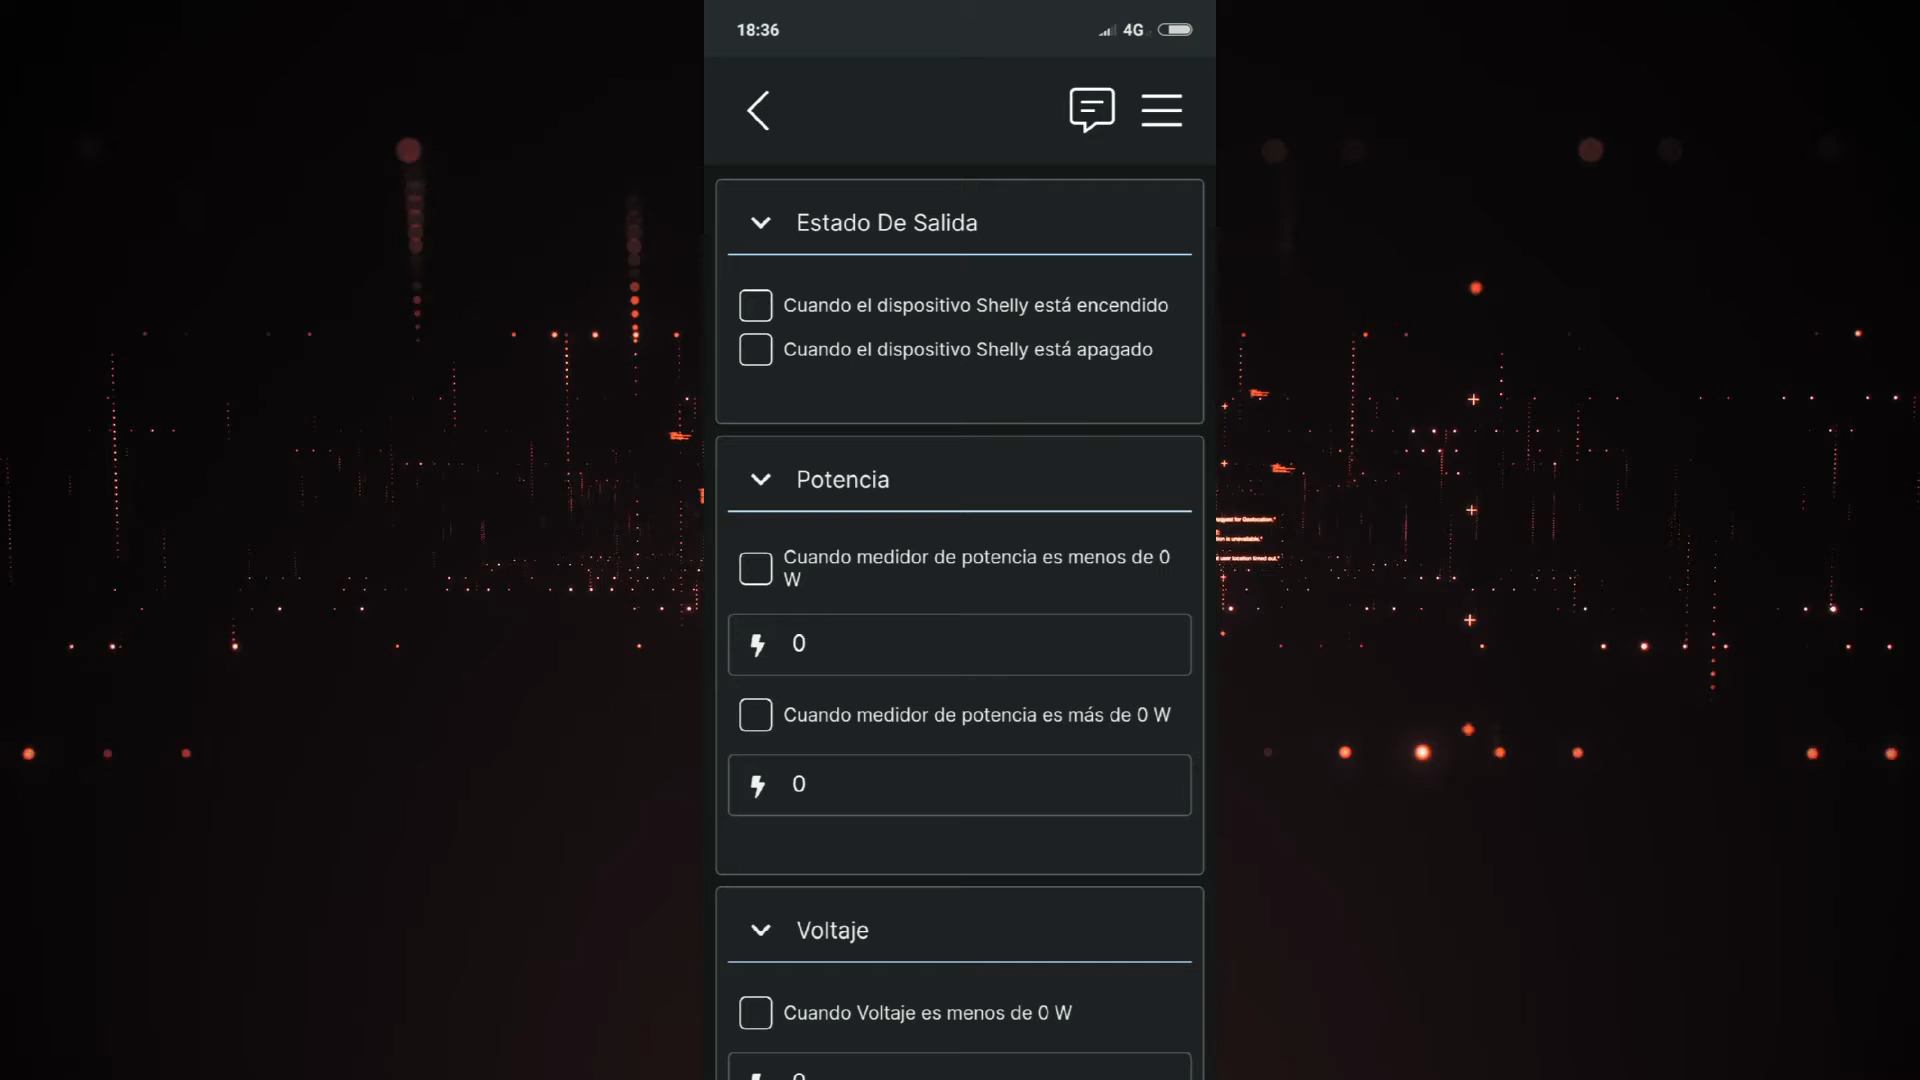 18:36
4G
Estado De Salida
Cuando el dispositivo Shelly está encendido
Cuando el dispositivo Shelly está apagado
Potencia
Cuando medidor de potencia es menos de 0
W
0
Cuando medidor de potencia es más de 0 W
0
Voltaje
Cuando Voltaje es menos de 0 W